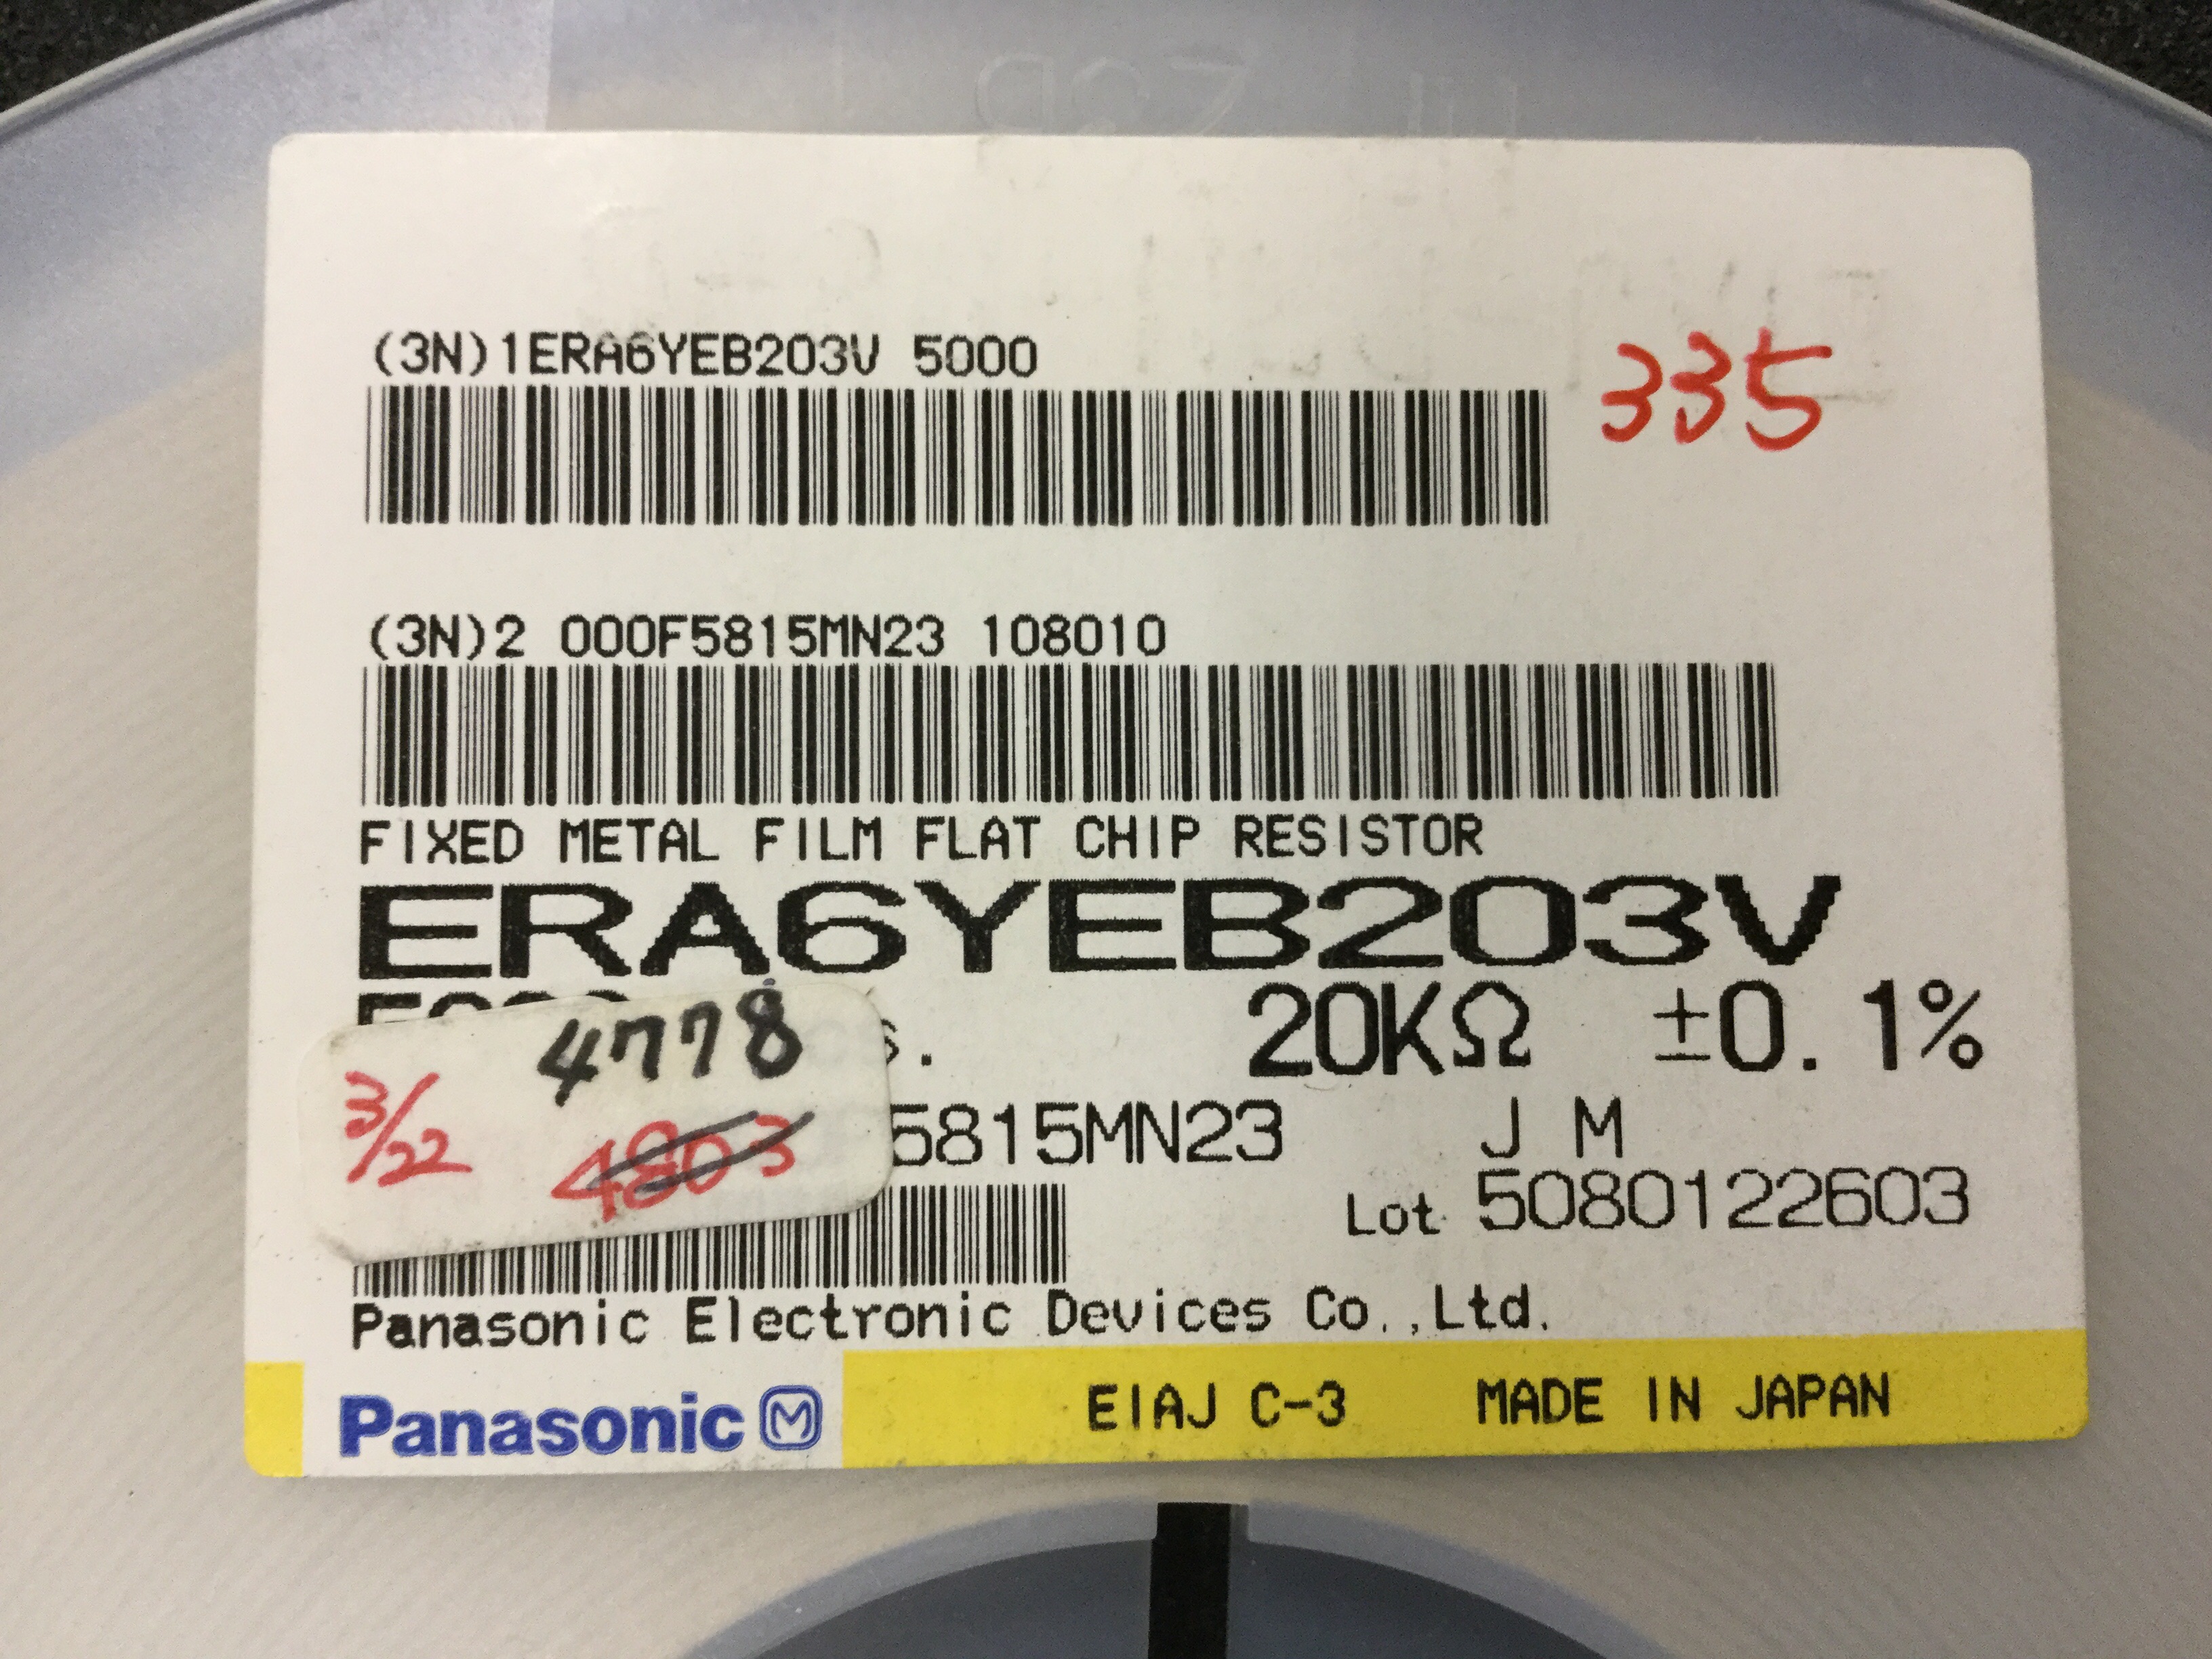 (3N)1ERA6YEB203V 5000
335
(3N)2 000F5815MN23 108010
FIXED METAL FILM FLAT CHIP RESISTOR
ERA6YEB203V
20KΩ ±0.1%
4778
3/22
4803
5815MN23 J M
Lot 5080122603
Panasonic Electronic Devices Co.,Ltd.
Panasonic M
EIAJ C-3 MADE IN JAPAN